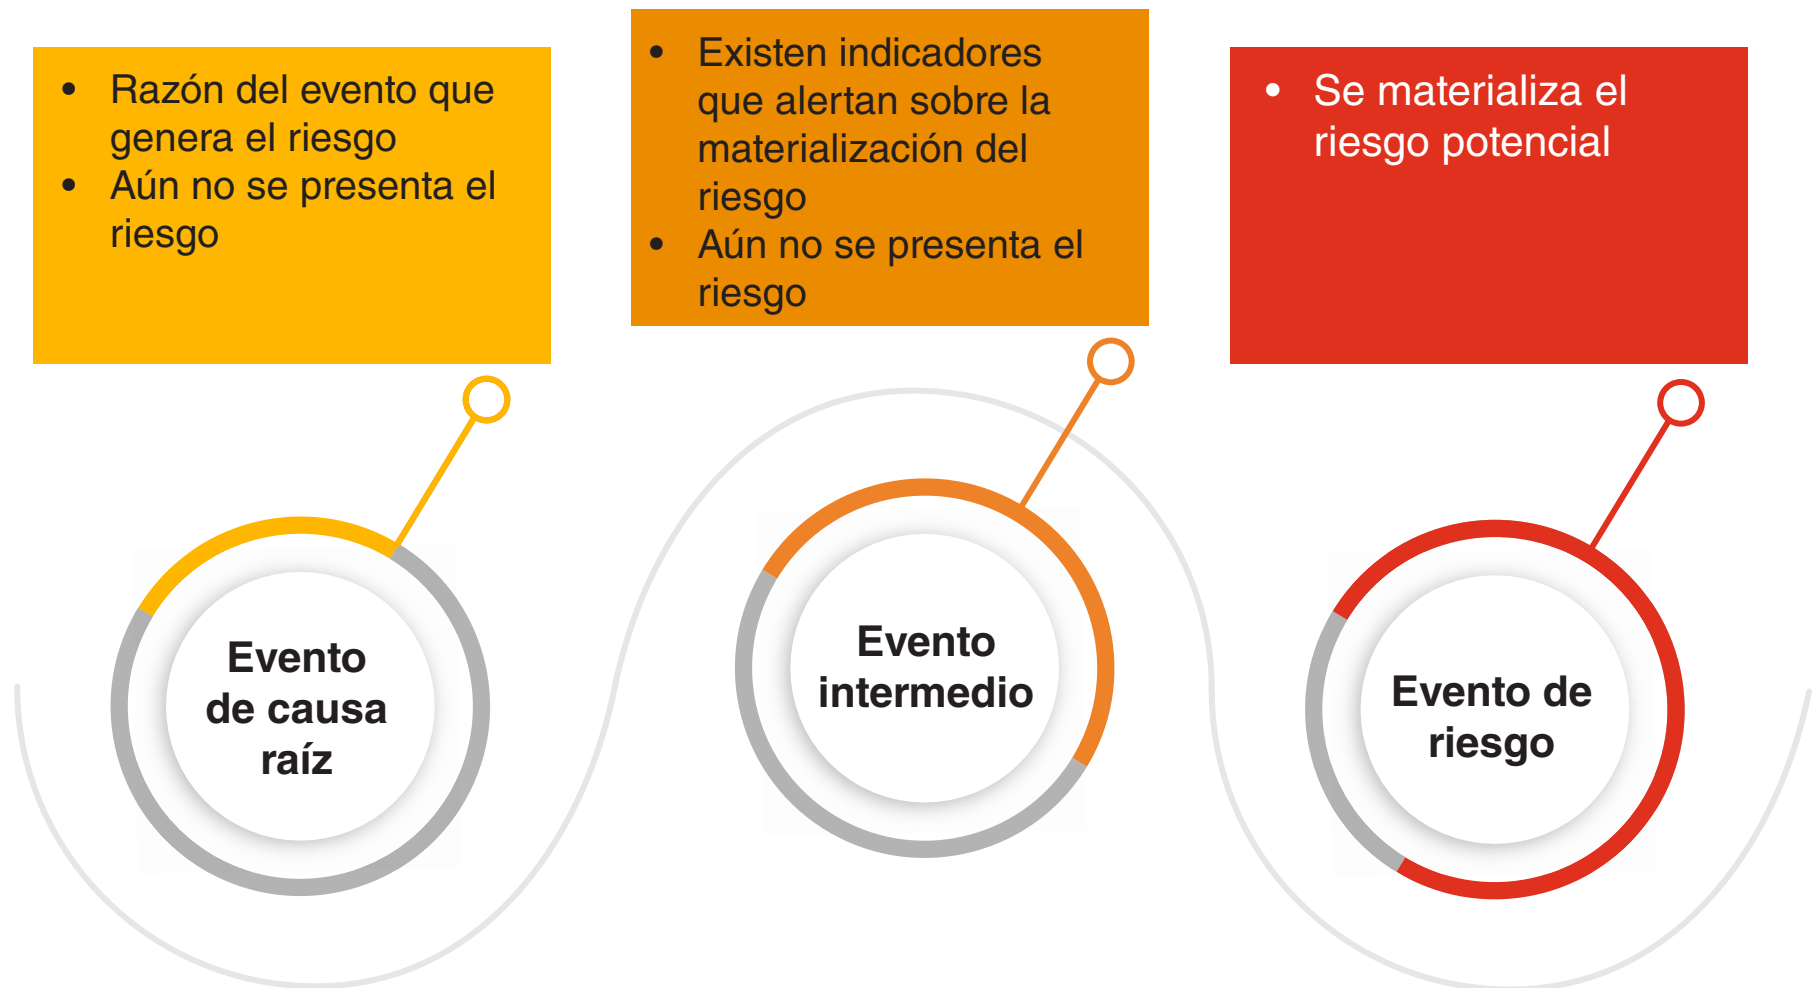 • Razón del evento que
genera el riesgo
• Aún no se presenta el
riesgo
• Existen indicadores
que alertan sobre la
materialización del
riesgo
• Aún no se presenta el
riesgo
• Se materializa el
riesgo potencial
Evento
de causa
raíz
Evento
intermedio
Evento de
riesgo